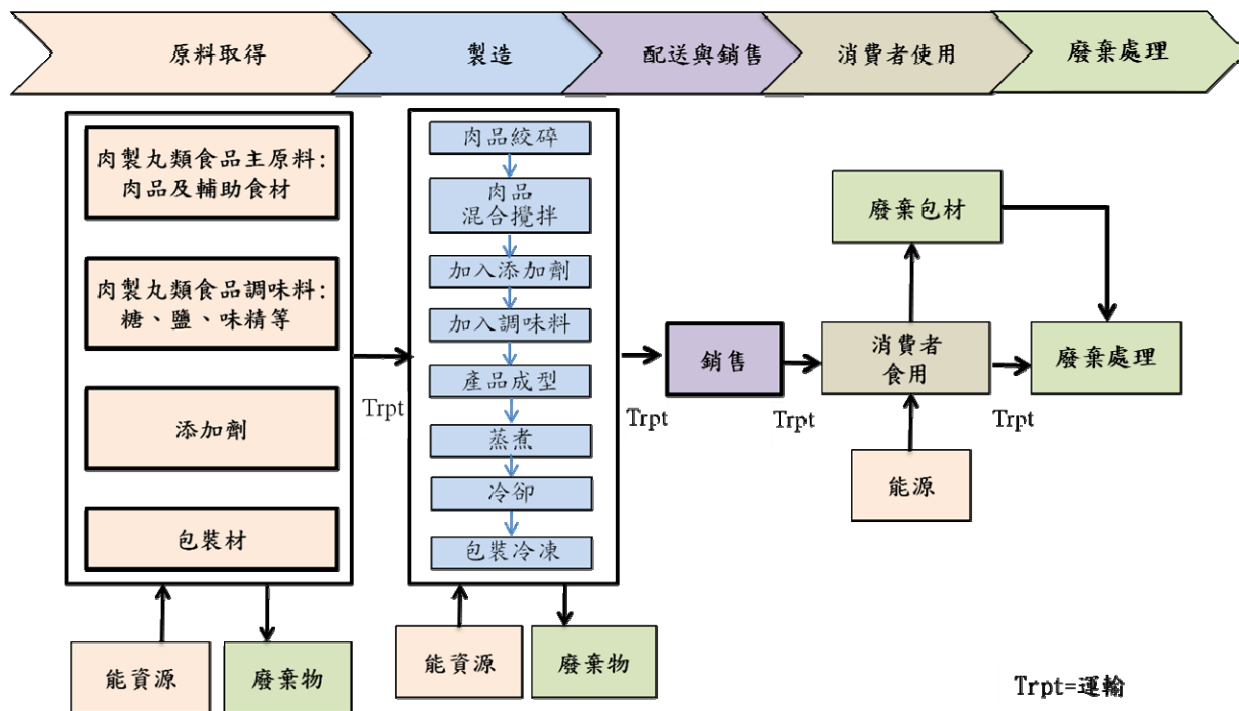 原料取得
製造
配送與銷售
消費者使用
廢棄處理
肉製丸類食品主原料:
肉品及輔助食材
肉製丸類食品調味料:
糖、鹽、味精等
添加劑
包裝材
能資源
廢棄物
Trpt
肉品絞碎
肉品
混合攪拌
加入添加劑
加入調味料
產品成型
蒸煮
冷卻
包裝冷凍
能資源
廢棄物
Trpt
銷售
Trpt
廢棄包材
消費者
食用
能源
Trpt
廢棄處理
Trpt=運輸